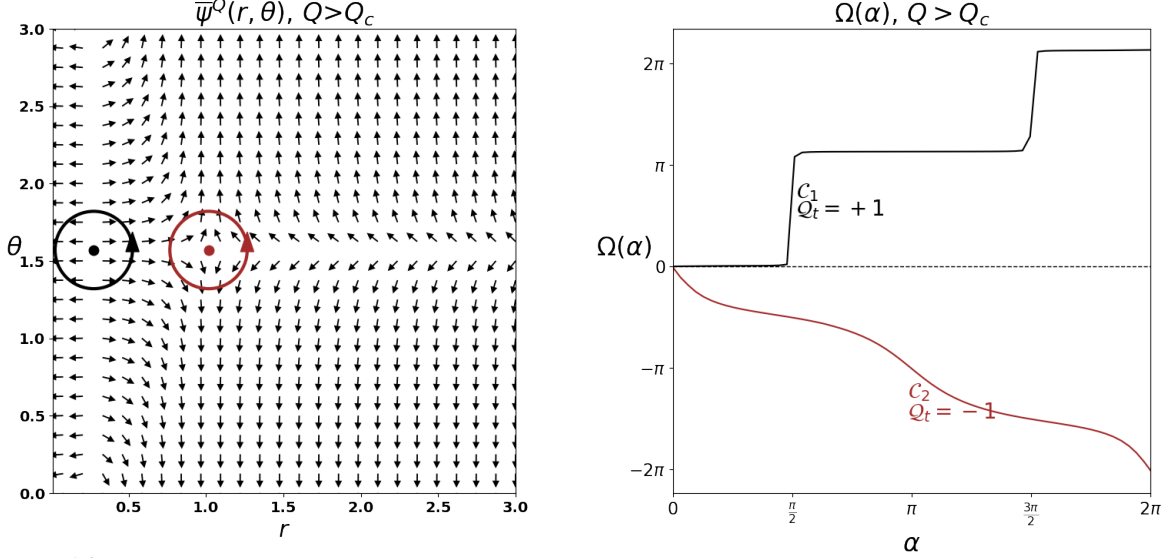 ψ̅^Q(r, θ), Q>Q_c
3.0
2.5
2.0
θ
1.5
1.0
0.5
0.0
0.5
1.0
1.5
2.0
2.5
3.0
r
Ω(α), Q > Q_c
2π
π
Ω(α)
0
−π
−2π
𝒞_1
𝒬_t = +1
𝒞_2
𝒬_t = −1
0
π/2
π
3π/2
2π
α